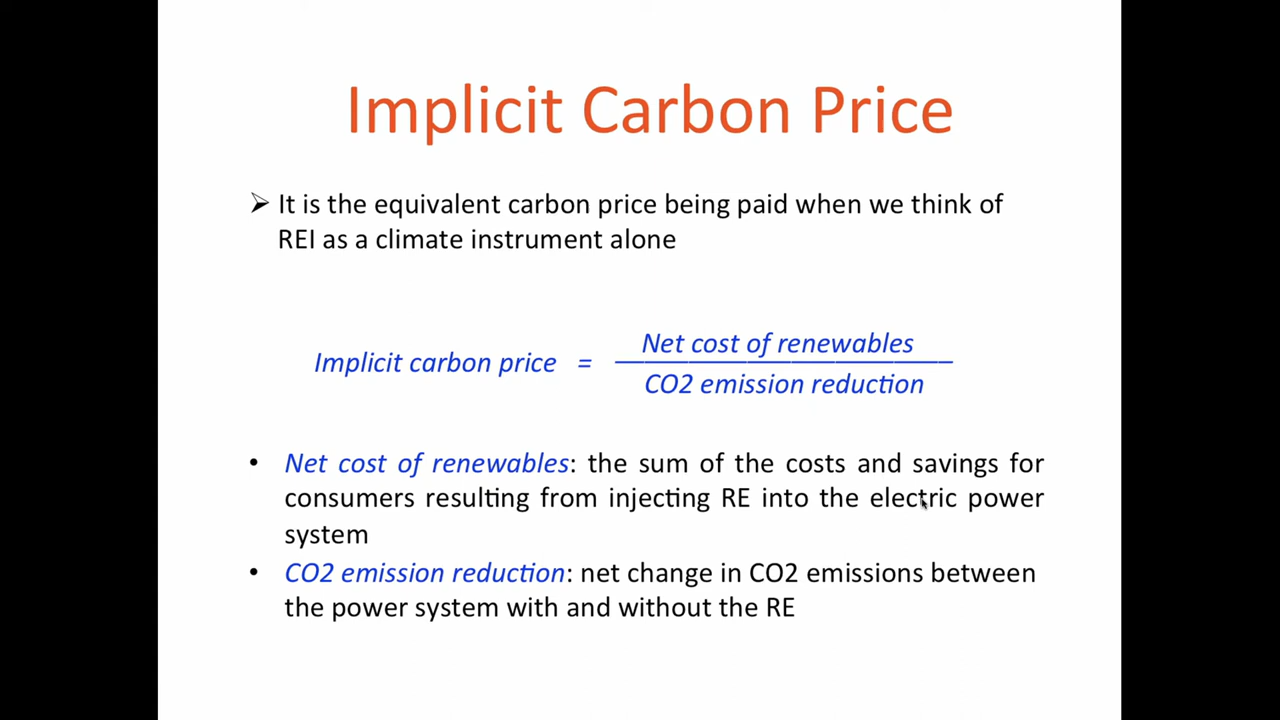 Implicit Carbon Price
➢ It is the equivalent carbon price being paid when we think of
REI as a climate instrument alone
Net cost of renewables
Implicit carbon price =
CO2 emission reduction
• Net cost of renewables: the sum of the costs and savings for
consumers resulting from injecting RE into the electric power
system
• CO2 emission reduction: net change in CO2 emissions between
the power system with and without the RE